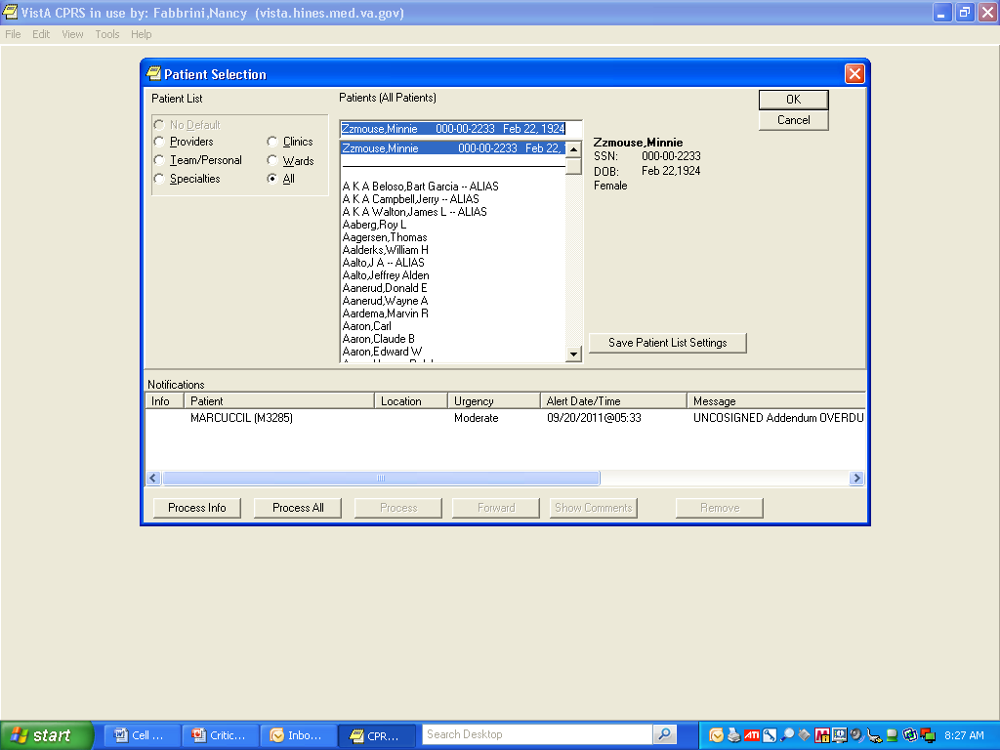 VistA CPRS in use by: Fabbrini,Nancy (vista.hines.med.va.gov)
File Edit View Tools Help
Patient Selection
Patient List
No Default
Providers
Team/Personal
Specialties
Clinics
Wards
All
Patients (All Patients)
Zzmouse,Minnie 000-00-2233 Feb 22, 1924
Zzmouse,Minnie 000-00-2233 Feb 22, 1
A K A Beloso,Bart Garcia -- ALIAS
A K A Campbell,Jerry -- ALIAS
A K A Walton,James L -- ALIAS
Aaberg,Roy L
Aagersen,Thomas
Aalderks,William H
Aalto,J A -- ALIAS
Aalto,Jeffrey Alden
Aanerud,Donald E
Aanerud,Wayne A
Aardema,Marvin R
Aaron,Carl
Aaron,Claude B
Aaron,Edward W
OK
Cancel
Zzmouse,Minnie
SSN: 000-00-2233
DOB: Feb 22,1924
Female
Save Patient List Settings
Notifications
Info Patient Location Urgency Alert Date/Time Message
MARCUCCIL (M3285) Moderate 09/20/2011@05:33 UNCOSIGNED Addendum OVERDU
Process Info Process All Process Forward Show Comments Remove
start Cell ... Critic... Inbo... CPR... Search Desktop ATI 8:27 AM